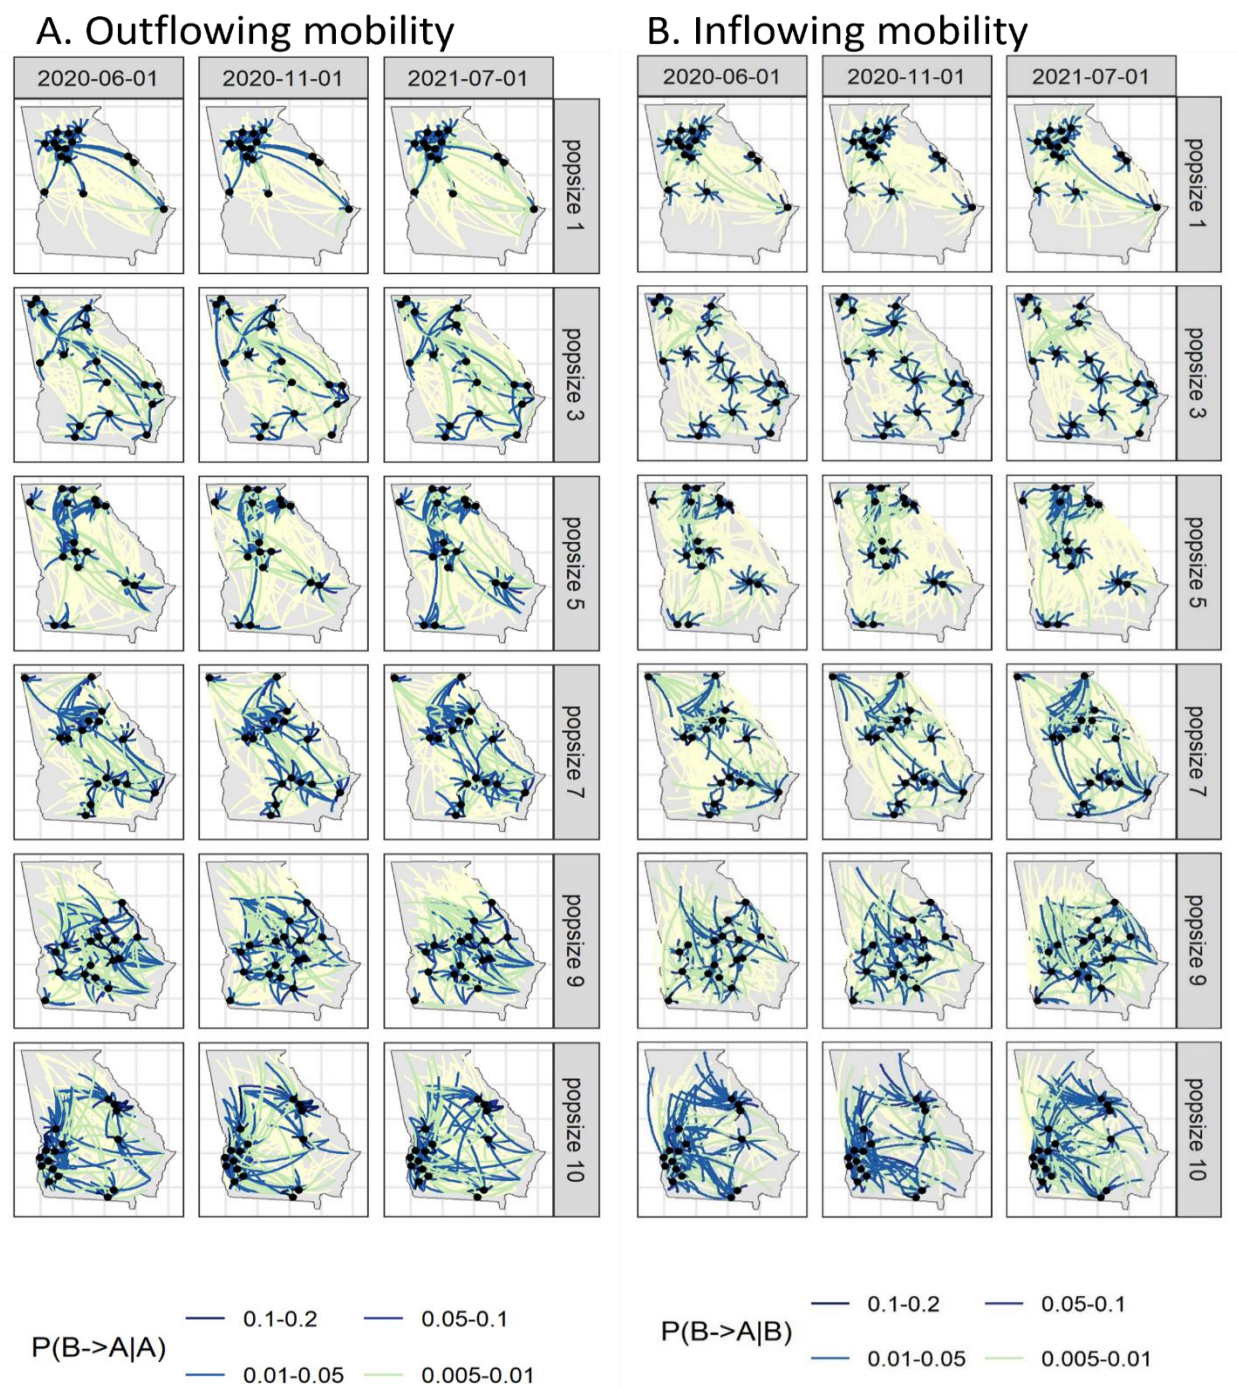 A. Outflowing mobility
2020-06-01 2020-11-01 2021-07-01
popsize 1
popsize 3
popsize 5
popsize 7
popsize 9
popsize 10
P(B->A|A)
0.1-0.2 0.05-0.1
0.01-0.05 0.005-0.01
B. Inflowing mobility
2020-06-01 2020-11-01 2021-07-01
popsize 1
popsize 3
popsize 5
popsize 7
popsize 9
popsize 10
P(B->A|B)
0.1-0.2 0.05-0.1
0.01-0.05 0.005-0.01